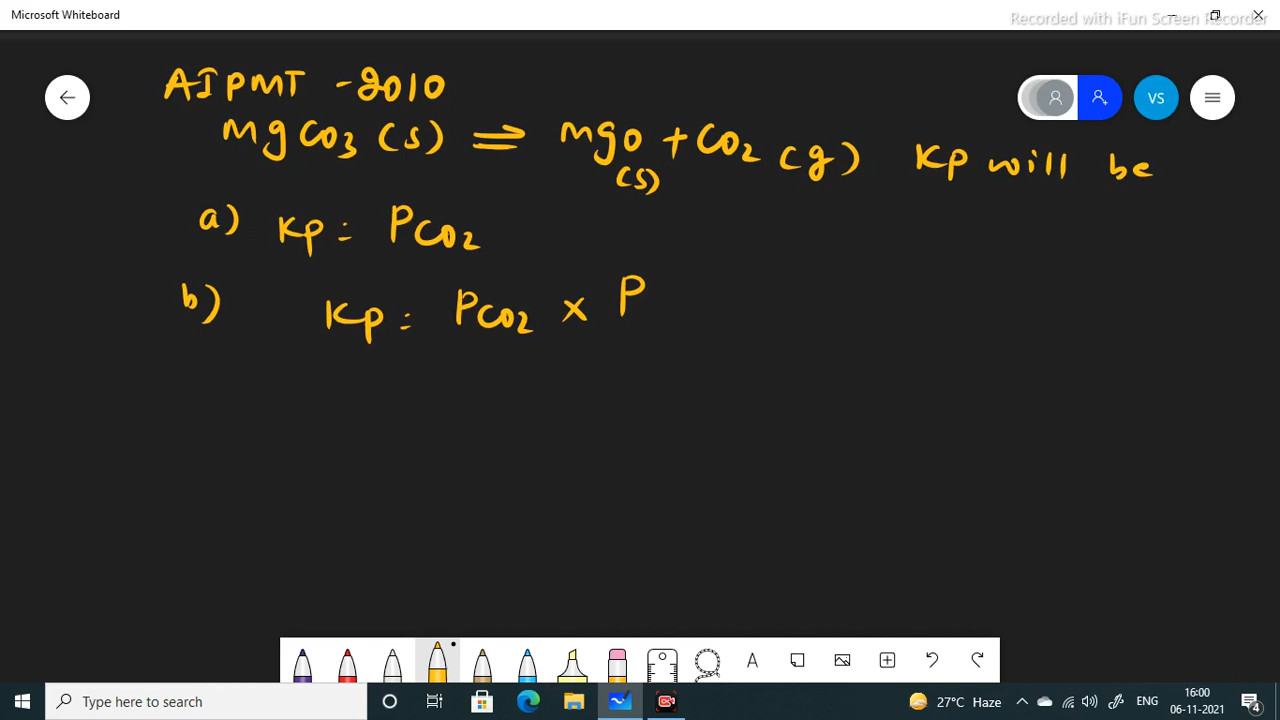 Microsoft Whiteboard
Recorded with iFun Screen Recorder
AIPMT - 2010
MgCO3 (s) ⇌ MgO + CO2 (g) Kp will be
(s)
a) Kp = PCO2
b) Kp = PCO2 × P
VS
A
Type here to search
27°C Haze
ENG
16:00
06-11-2021
4